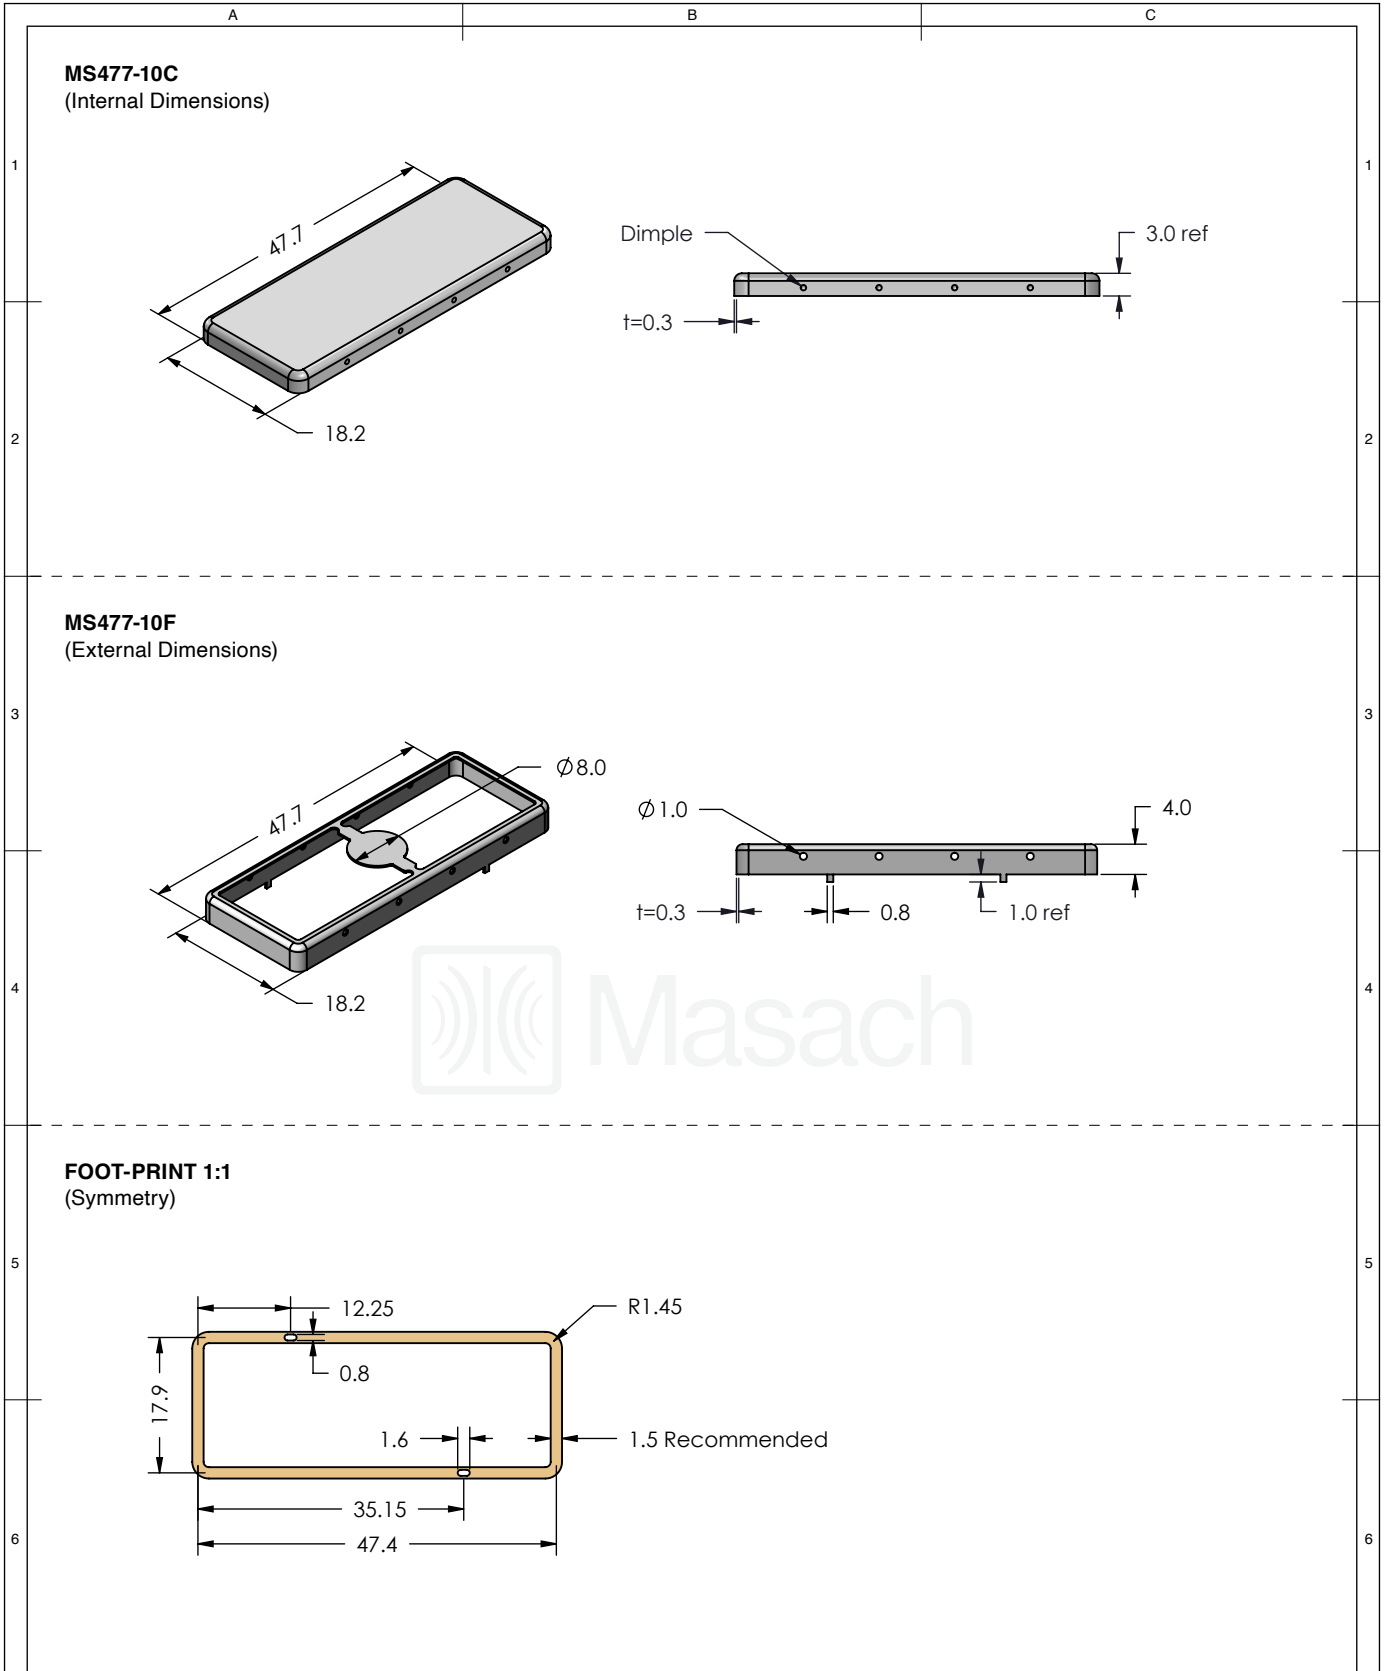 A
B
C
MS477-10C
(Internal Dimensions)
1
1
47.7
Dimple
3.0 ref
t=0.3
18.2
2
2
MS477-10F
(External Dimensions)
3
3
Ø8.0
47.7
Ø1.0
4.0
t=0.3
0.8
1.0 ref
18.2
4
4
Masach
FOOT-PRINT 1:1
(Symmetry)
5
5
12.25
R1.45
0.8
17.9
1.6
1.5 Recommended
35.15
47.4
6
6